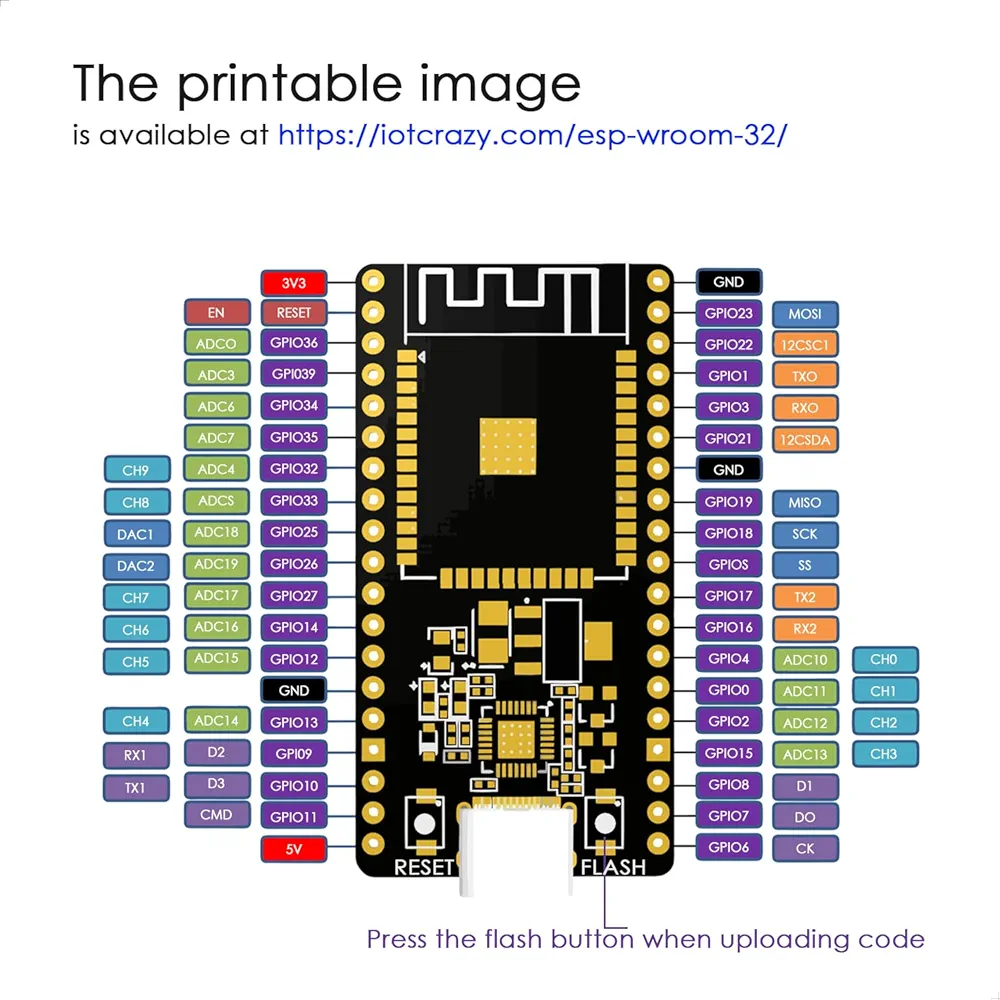 The printable image
is available at https://iotcrazy.com/esp-wroom-32/
3V3 GND
EN RESET GPIO23 MOSI
ADCO GPIO36 GPIO22 12CSC1
ADC3 GPI039 GPIO1 TXO
ADC6 GPIO34 GPIO3 RXO
ADC7 GPIO35 GPIO21 12CSDA
CH9 ADC4 GPIO32 GND
CH8 ADCS GPIO33 GPIO19 MISO
DAC1 ADC18 GPIO25 GPIO18 SCK
DAC2 ADC19 GPIO26 GPIOS SS
CH7 ADC17 GPIO27 GPIO17 TX2
CH6 ADC16 GPIO14 GPIO16 RX2
CH5 ADC15 GPIO12 GPIO4 ADC10 CH0
GND GPIO0 ADC11 CH1
CH4 ADC14 GPIO13 GPIO2 ADC12 CH2
RX1 D2 GPI09 GPIO15 ADC13 CH3
TX1 D3 GPIO10 GPIO8 D1
CMD GPIO11 GPIO7 DO
5V GPIO6 CK
RESET FLASH
Press the flash button when uploading code